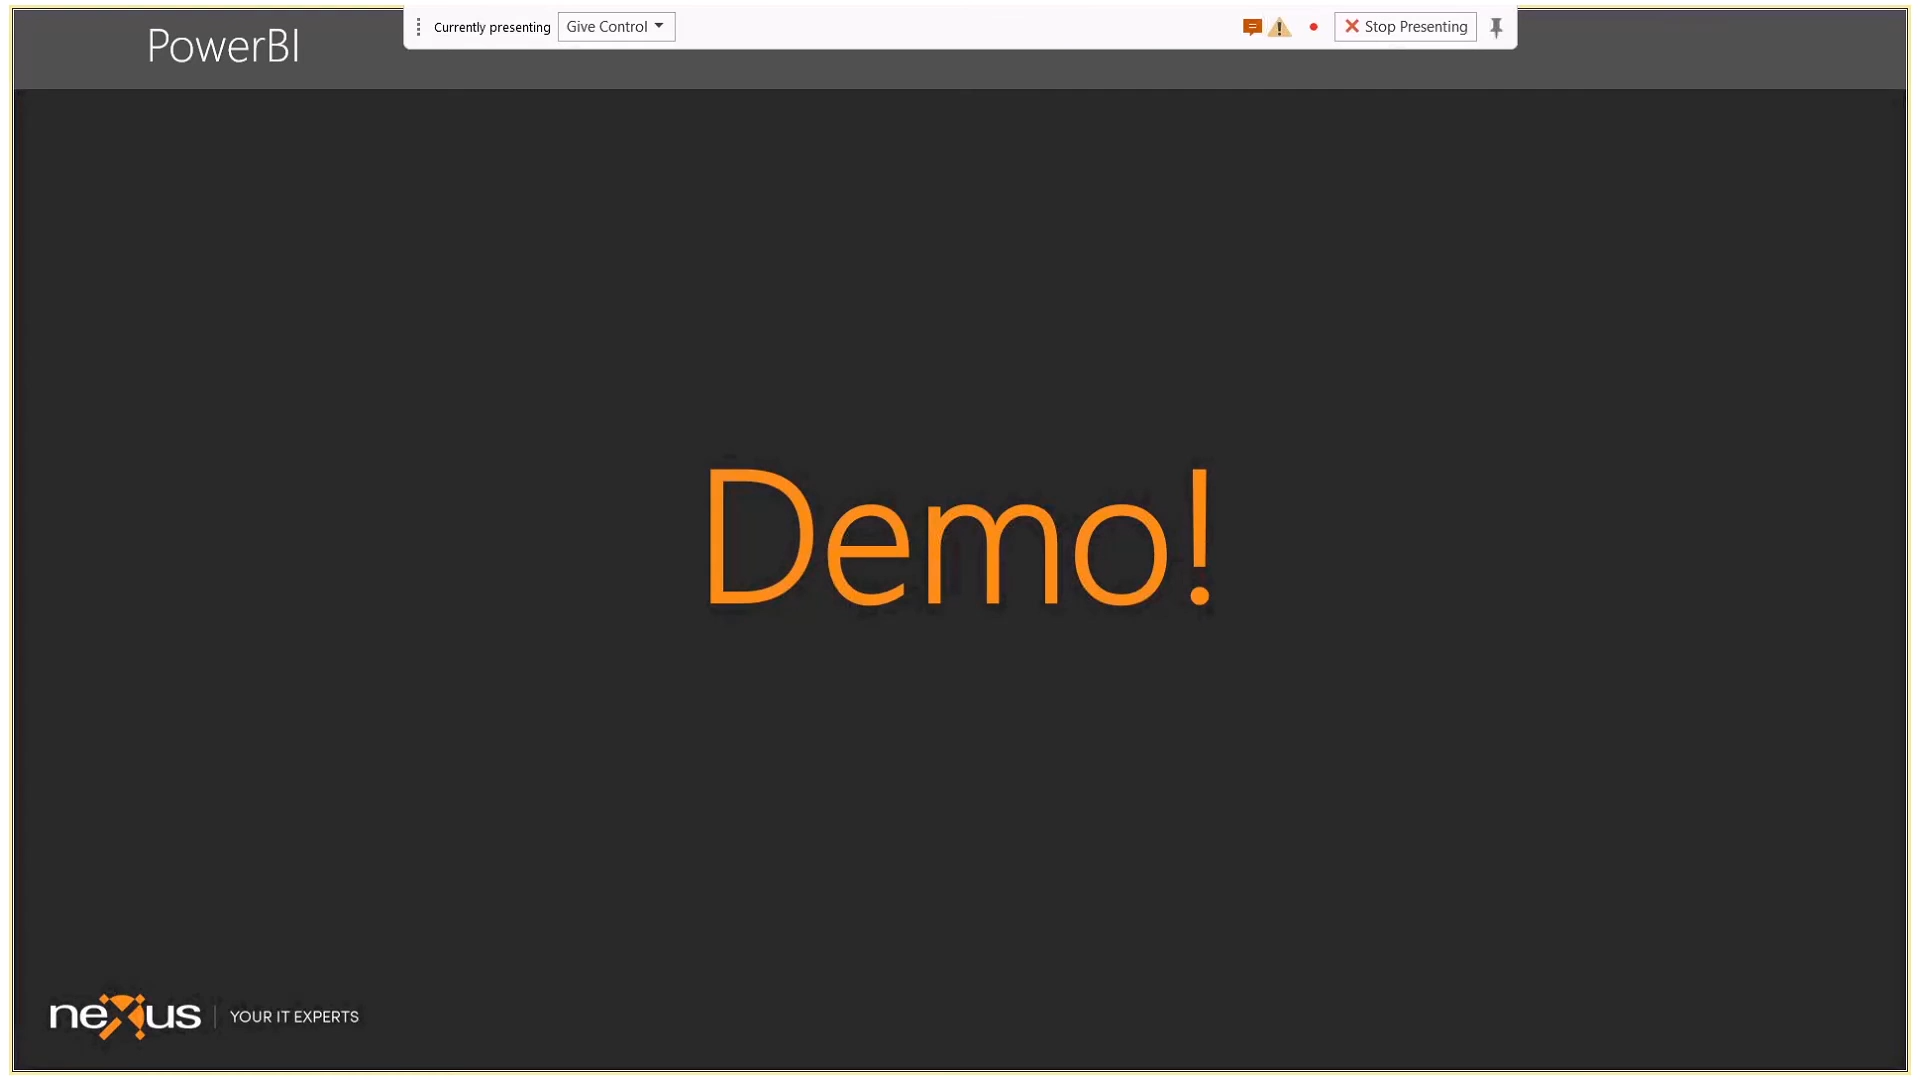 PowerBI
Currently presenting
Give Control
Stop Presenting
Demo!
nexus
YOUR IT EXPERTS